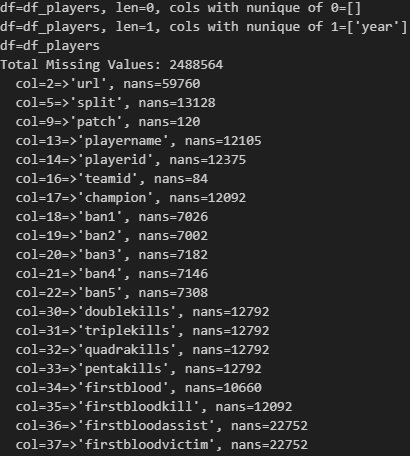 df=df_players, len=0, cols with nunique of 0=[]
df=df_players, len=1, cols with nunique of 1=['year']
df=df_players
Total Missing Values: 2488564
  col=2=>'url', nans=59760
  col=5=>'split', nans=13128
  col=9=>'patch', nans=120
  col=13=>'playername', nans=12105
  col=14=>'playerid', nans=12375
  col=16=>'teamid', nans=84
  col=17=>'champion', nans=12092
  col=18=>'ban1', nans=7026
  col=19=>'ban2', nans=7002
  col=20=>'ban3', nans=7182
  col=21=>'ban4', nans=7146
  col=22=>'ban5', nans=7308
  col=30=>'doublekills', nans=12792
  col=31=>'triplekills', nans=12792
  col=32=>'quadrakills', nans=12792
  col=33=>'pentakills', nans=12792
  col=34=>'firstblood', nans=10660
  col=35=>'firstbloodkill', nans=12092
  col=36=>'firstbloodassist', nans=22752
  col=37=>'firstbloodvictim', nans=22752